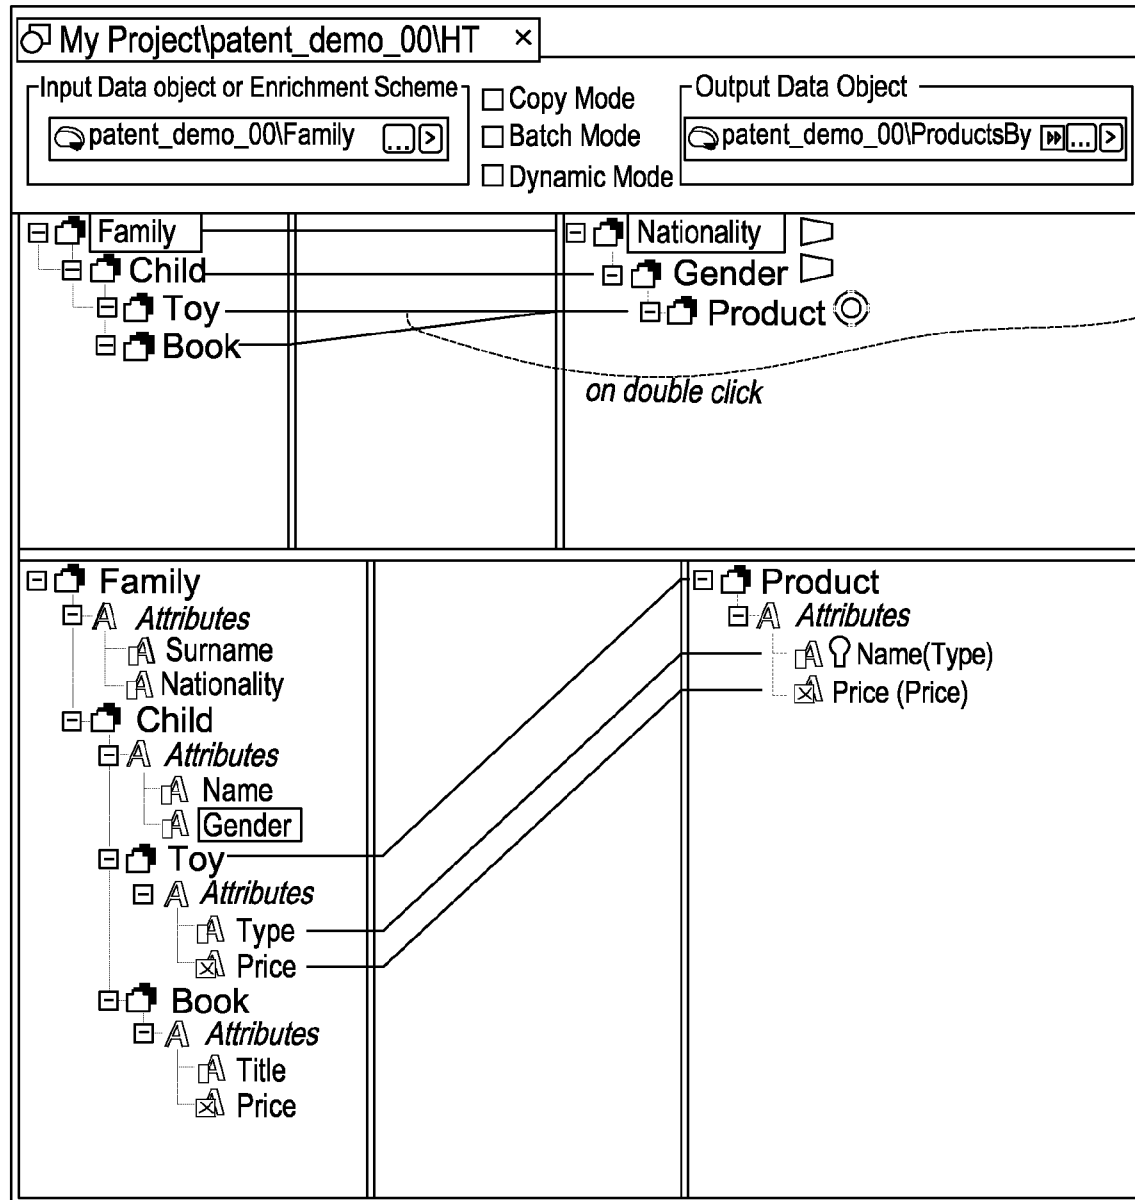 My Project\patent_demo_00\HT ×
Input Data object or Enrichment Scheme
patent_demo_00\Family ... >
Copy Mode
Batch Mode
Dynamic Mode
Output Data Object
patent_demo_00\ProductsBy ... >
Family
Child
Toy
Book
Nationality
Gender
Product
on double click
Family
Attributes
Surname
Nationality
Child
Attributes
Name
Gender
Toy
Attributes
Type
Price
Book
Attributes
Title
Price
Product
Attributes
Name(Type)
Price (Price)